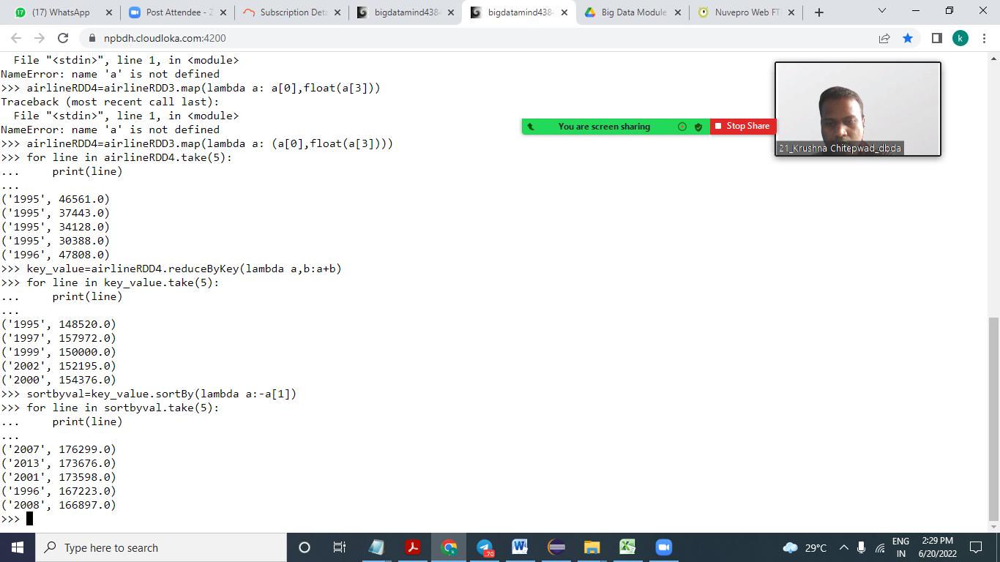 (17) WhatsApp
Post Attendee - Z
Subscription Deta
bigdatamind4384
bigdatamind4384
Big Data Module
Nuvepro Web FT
npbdh.cloudloka.com:4200
k
File "<stdin>", line 1, in <module>
NameError: name 'a' is not defined
>>> airlineRDD4=airlineRDD3.map(lambda a: a[0],float(a[3]))
Traceback (most recent call last):
File "<stdin>", line 1, in <module>
NameError: name 'a' is not defined
>>> airlineRDD4=airlineRDD3.map(lambda a: (a[0],float(a[3])))
>>> for line in airlineRDD4.take(5):
...     print(line)
...
('1995', 46561.0)
('1995', 37443.0)
('1995', 34128.0)
('1995', 30388.0)
('1996', 47808.0)
>>> key_value=airlineRDD4.reduceByKey(lambda a,b:a+b)
>>> for line in key_value.take(5):
...     print(line)
...
('1995', 148520.0)
('1997', 157972.0)
('1999', 150000.0)
('2002', 152195.0)
('2000', 154376.0)
>>> sortbyval=key_value.sortBy(lambda a:-a[1])
>>> for line in sortbyval.take(5):
...     print(line)
...
('2007', 176299.0)
('2013', 173676.0)
('2001', 173598.0)
('1996', 167223.0)
('2008', 166897.0)
>>>
You are screen sharing
Stop Share
21_Krushna Chitepwad_dbda
Type here to search
29°C
ENG
IN
2:29 PM
6/20/2022